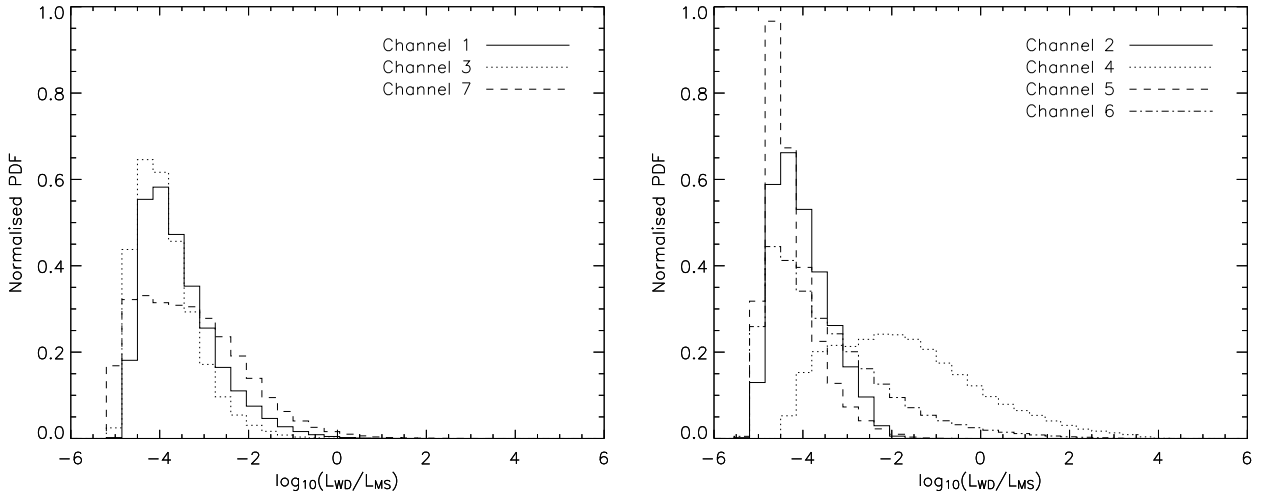 1.0
0.8
0.6
0.4
0.2
0.0
Normalised PDF
Channel 1
Channel 3
Channel 7
−6 −4 −2 0 2 4 6
log10(LWD/LMS)
1.0
0.8
0.6
0.4
0.2
0.0
Normalised PDF
Channel 2
Channel 4
Channel 5
Channel 6
−6 −4 −2 0 2 4 6
log10(LWD/LMS)